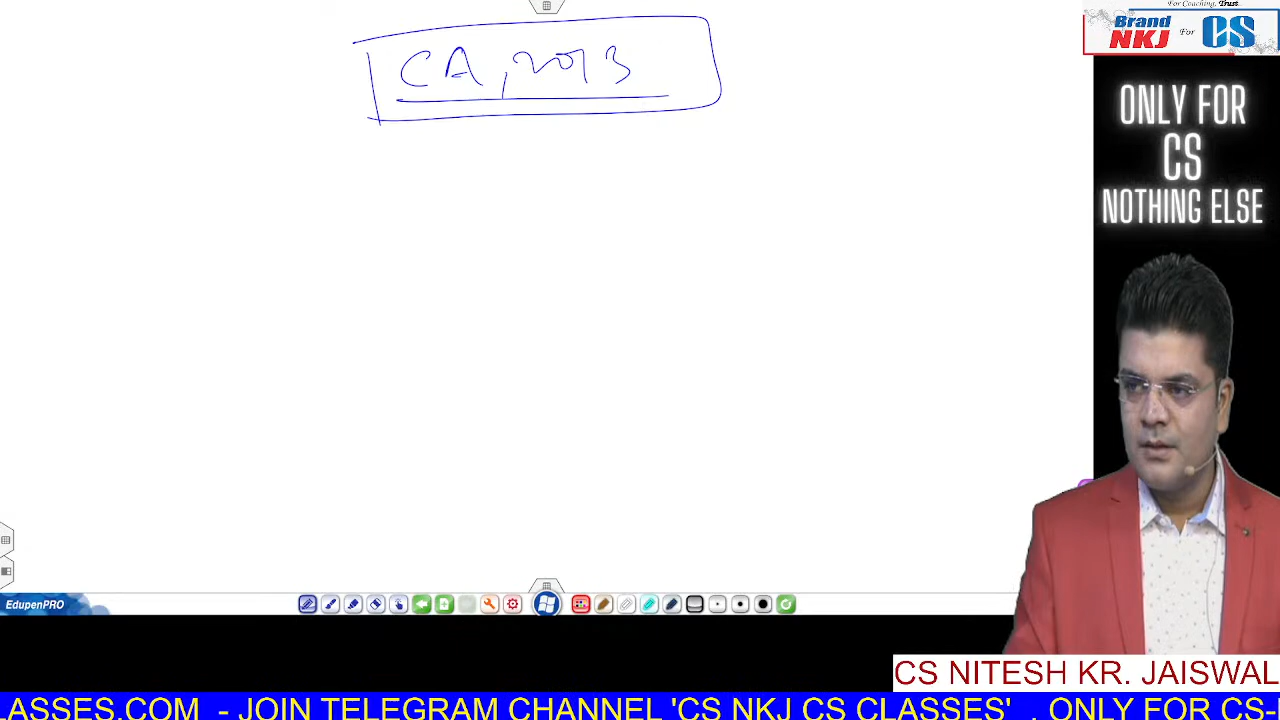 For Coaching, Trust
Brand
NKJ
For
CS
CA, 2013
ONLY FOR
CS
NOTHING ELSE
EdupenPRO
CS NITESH KR. JAISWAL
ASSES.COM - JOIN TELEGRAM CHANNEL 'CS NKJ CS CLASSES' , ONLY FOR CS-